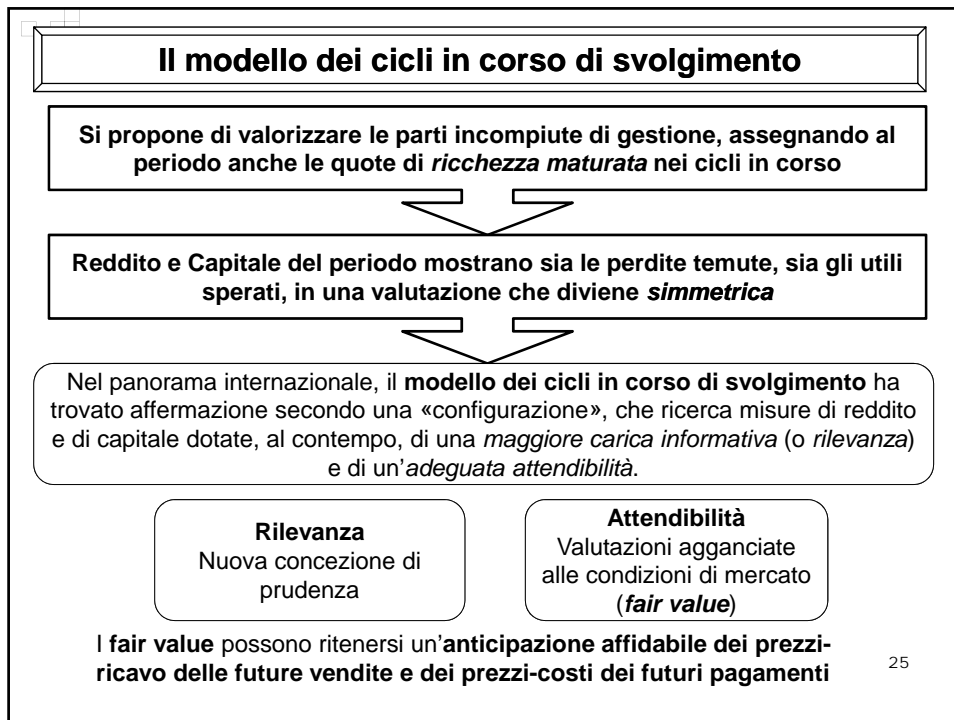 Il modello dei cicli in corso di svolgimento
Si propone di valorizzare le parti incompiute di gestione, assegnando al
periodo anche le quote di ricchezza maturata nei cicli in corso
Reddito e Capitale del periodo mostrano sia le perdite temute, sia gli utili
sperati, in una valutazione che diviene simmetrica
Nel panorama internazionale, il modello dei cicli in corso di svolgimento ha
trovato affermazione secondo una «configurazione», che ricerca misure di reddito
e di capitale dotate, al contempo, di una maggiore carica informativa (o rilevanza)
e di un'adeguata attendibilità.
Rilevanza
Nuova concezione di
prudenza
Attendibilità
Valutazioni agganciate
alle condizioni di mercato
(fair value)
I fair value possono ritenersi un'anticipazione affidabile dei prezzi-
ricavo delle future vendite e dei prezzi-costi dei futuri pagamenti
25